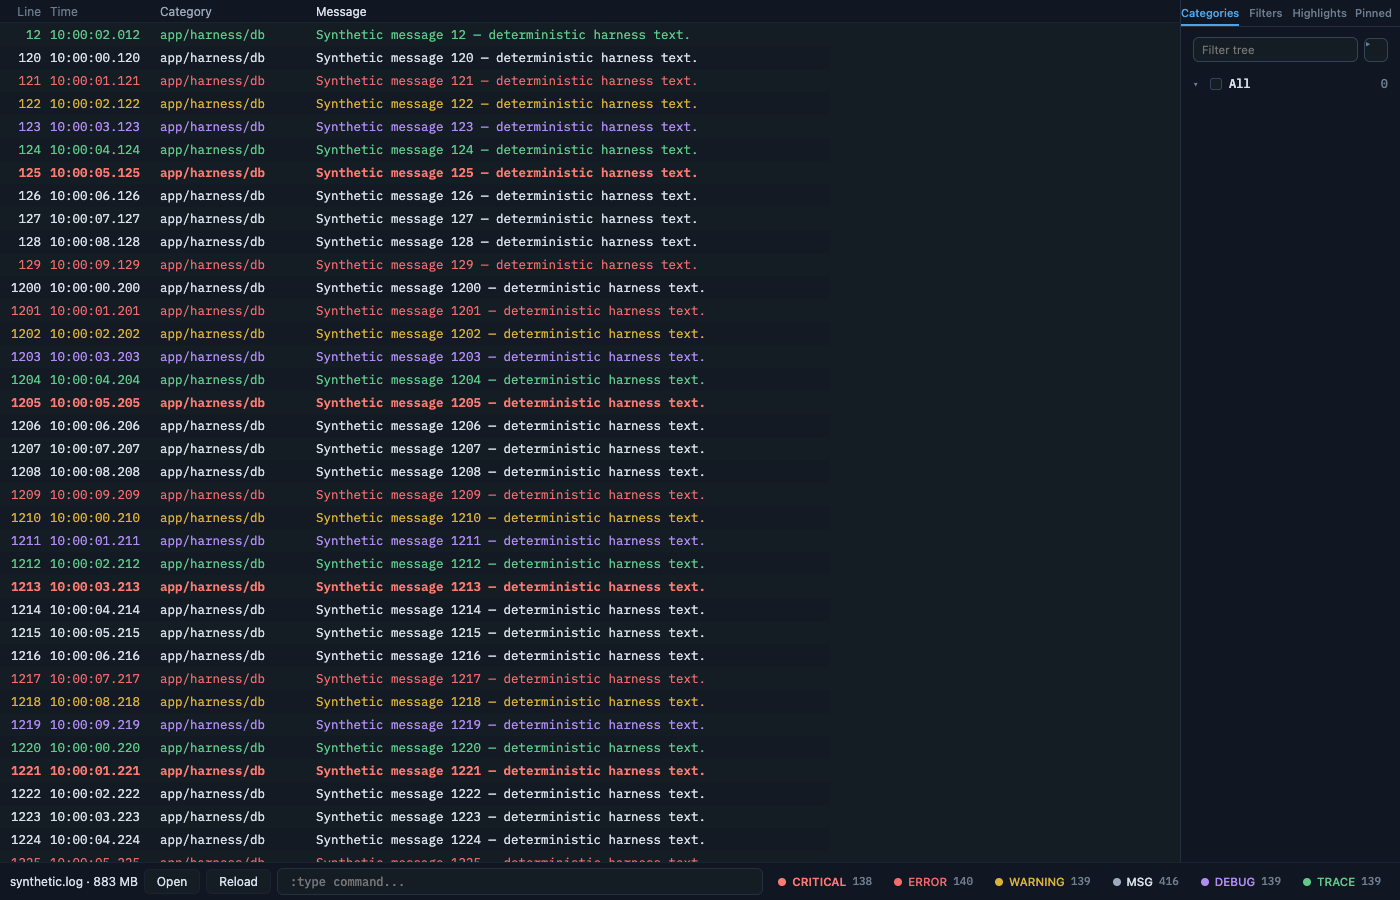 Line Time Category Message
12 10:00:02.012 app/harness/db Synthetic message 12 — deterministic harness text.
120 10:00:00.120 app/harness/db Synthetic message 120 — deterministic harness text.
121 10:00:01.121 app/harness/db Synthetic message 121 — deterministic harness text.
122 10:00:02.122 app/harness/db Synthetic message 122 — deterministic harness text.
123 10:00:03.123 app/harness/db Synthetic message 123 — deterministic harness text.
124 10:00:04.124 app/harness/db Synthetic message 124 — deterministic harness text.
125 10:00:05.125 app/harness/db Synthetic message 125 — deterministic harness text.
126 10:00:06.126 app/harness/db Synthetic message 126 — deterministic harness text.
127 10:00:07.127 app/harness/db Synthetic message 127 — deterministic harness text.
128 10:00:08.128 app/harness/db Synthetic message 128 — deterministic harness text.
129 10:00:09.129 app/harness/db Synthetic message 129 — deterministic harness text.
1200 10:00:00.200 app/harness/db Synthetic message 1200 — deterministic harness text.
1201 10:00:01.201 app/harness/db Synthetic message 1201 — deterministic harness text.
1202 10:00:02.202 app/harness/db Synthetic message 1202 — deterministic harness text.
1203 10:00:03.203 app/harness/db Synthetic message 1203 — deterministic harness text.
1204 10:00:04.204 app/harness/db Synthetic message 1204 — deterministic harness text.
1205 10:00:05.205 app/harness/db Synthetic message 1205 — deterministic harness text.
1206 10:00:06.206 app/harness/db Synthetic message 1206 — deterministic harness text.
1207 10:00:07.207 app/harness/db Synthetic message 1207 — deterministic harness text.
1208 10:00:08.208 app/harness/db Synthetic message 1208 — deterministic harness text.
1209 10:00:09.209 app/harness/db Synthetic message 1209 — deterministic harness text.
1210 10:00:00.210 app/harness/db Synthetic message 1210 — deterministic harness text.
1211 10:00:01.211 app/harness/db Synthetic message 1211 — deterministic harness text.
1212 10:00:02.212 app/harness/db Synthetic message 1212 — deterministic harness text.
1213 10:00:03.213 app/harness/db Synthetic message 1213 — deterministic harness text.
1214 10:00:04.214 app/harness/db Synthetic message 1214 — deterministic harness text.
1215 10:00:05.215 app/harness/db Synthetic message 1215 — deterministic harness text.
1216 10:00:06.216 app/harness/db Synthetic message 1216 — deterministic harness text.
1217 10:00:07.217 app/harness/db Synthetic message 1217 — deterministic harness text.
1218 10:00:08.218 app/harness/db Synthetic message 1218 — deterministic harness text.
1219 10:00:09.219 app/harness/db Synthetic message 1219 — deterministic harness text.
1220 10:00:00.220 app/harness/db Synthetic message 1220 — deterministic harness text.
1221 10:00:01.221 app/harness/db Synthetic message 1221 — deterministic harness text.
1222 10:00:02.222 app/harness/db Synthetic message 1222 — deterministic harness text.
1223 10:00:03.223 app/harness/db Synthetic message 1223 — deterministic harness text.
1224 10:00:04.224 app/harness/db Synthetic message 1224 — deterministic harness text.
1225 10:00:05.225 app/harness/db Synthetic message 1225 — deterministic harness text.
Categories Filters Highlights Pinned
Filter tree
All 0
synthetic.log · 883 MB Open Reload :type command... CRITICAL 138 ERROR 140 WARNING 139 MSG 416 DEBUG 139 TRACE 139